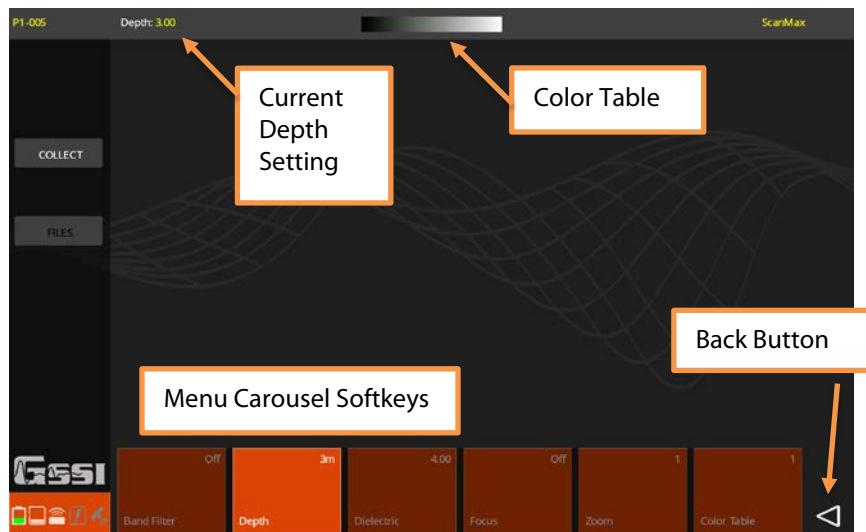 P1-005 Depth: 3.00 ScanMax
Current
Depth
Setting
Color Table
COLLECT
FILES
Back Button
Menu Carousel Softkeys
Off 3m 4.00 Off 1 1
GSSI
Band Filter Depth Dielectric Focus Zoom Color Table